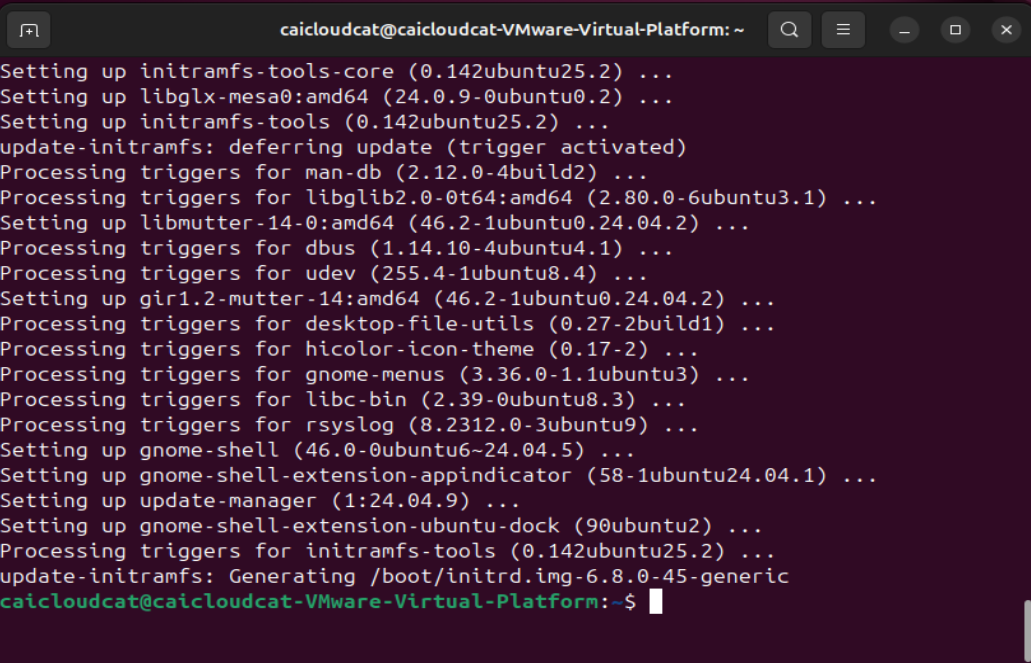 caicloudcat@caicloudcat-VMware-Virtual-Platform: ~
Setting up initramfs-tools-core (0.142ubuntu25.2) ...
Setting up libglx-mesa0:amd64 (24.0.9-0ubuntu0.2) ...
Setting up initramfs-tools (0.142ubuntu25.2) ...
update-initramfs: deferring update (trigger activated)
Processing triggers for man-db (2.12.0-4build2) ...
Processing triggers for libglib2.0-0t64:amd64 (2.80.0-6ubuntu3.1) ...
Setting up libmutter-14-0:amd64 (46.2-1ubuntu0.24.04.2) ...
Processing triggers for dbus (1.14.10-4ubuntu4.1) ...
Processing triggers for udev (255.4-1ubuntu8.4) ...
Setting up gir1.2-mutter-14:amd64 (46.2-1ubuntu0.24.04.2) ...
Processing triggers for desktop-file-utils (0.27-2build1) ...
Processing triggers for hicolor-icon-theme (0.17-2) ...
Processing triggers for gnome-menus (3.36.0-1.1ubuntu3) ...
Processing triggers for libc-bin (2.39-0ubuntu8.3) ...
Processing triggers for rsyslog (8.2312.0-3ubuntu9) ...
Setting up gnome-shell (46.0-0ubuntu6~24.04.5) ...
Setting up gnome-shell-extension-appindicator (58-1ubuntu24.04.1) ...
Setting up update-manager (1:24.04.9) ...
Setting up gnome-shell-extension-ubuntu-dock (90ubuntu2) ...
Processing triggers for initramfs-tools (0.142ubuntu25.2) ...
update-initramfs: Generating /boot/initrd.img-6.8.0-45-generic
caicloudcat@caicloudcat-VMware-Virtual-Platform:~$